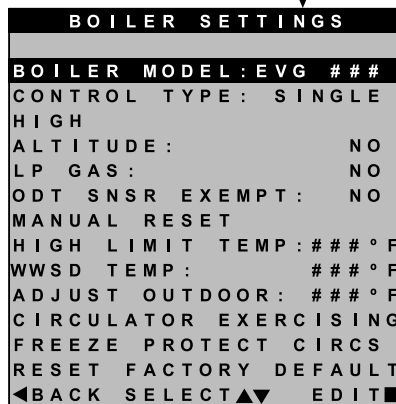 BOILER SETTINGS
BOILER MODEL:EVG ###
CONTROL TYPE: SINGLE
HIGH
ALTITUDE: NO
LP GAS: NO
ODT SNSR EXEMPT: NO
MANUAL RESET
HIGH LIMIT TEMP:###°F
WWSD TEMP: ###°F
ADJUST OUTDOOR: ###°F
CIRCULATOR EXERCISING
FREEZE PROTECT CIRCS
RESET FACTORY DEFAULT
◀BACK SELECT▲▼ EDIT■